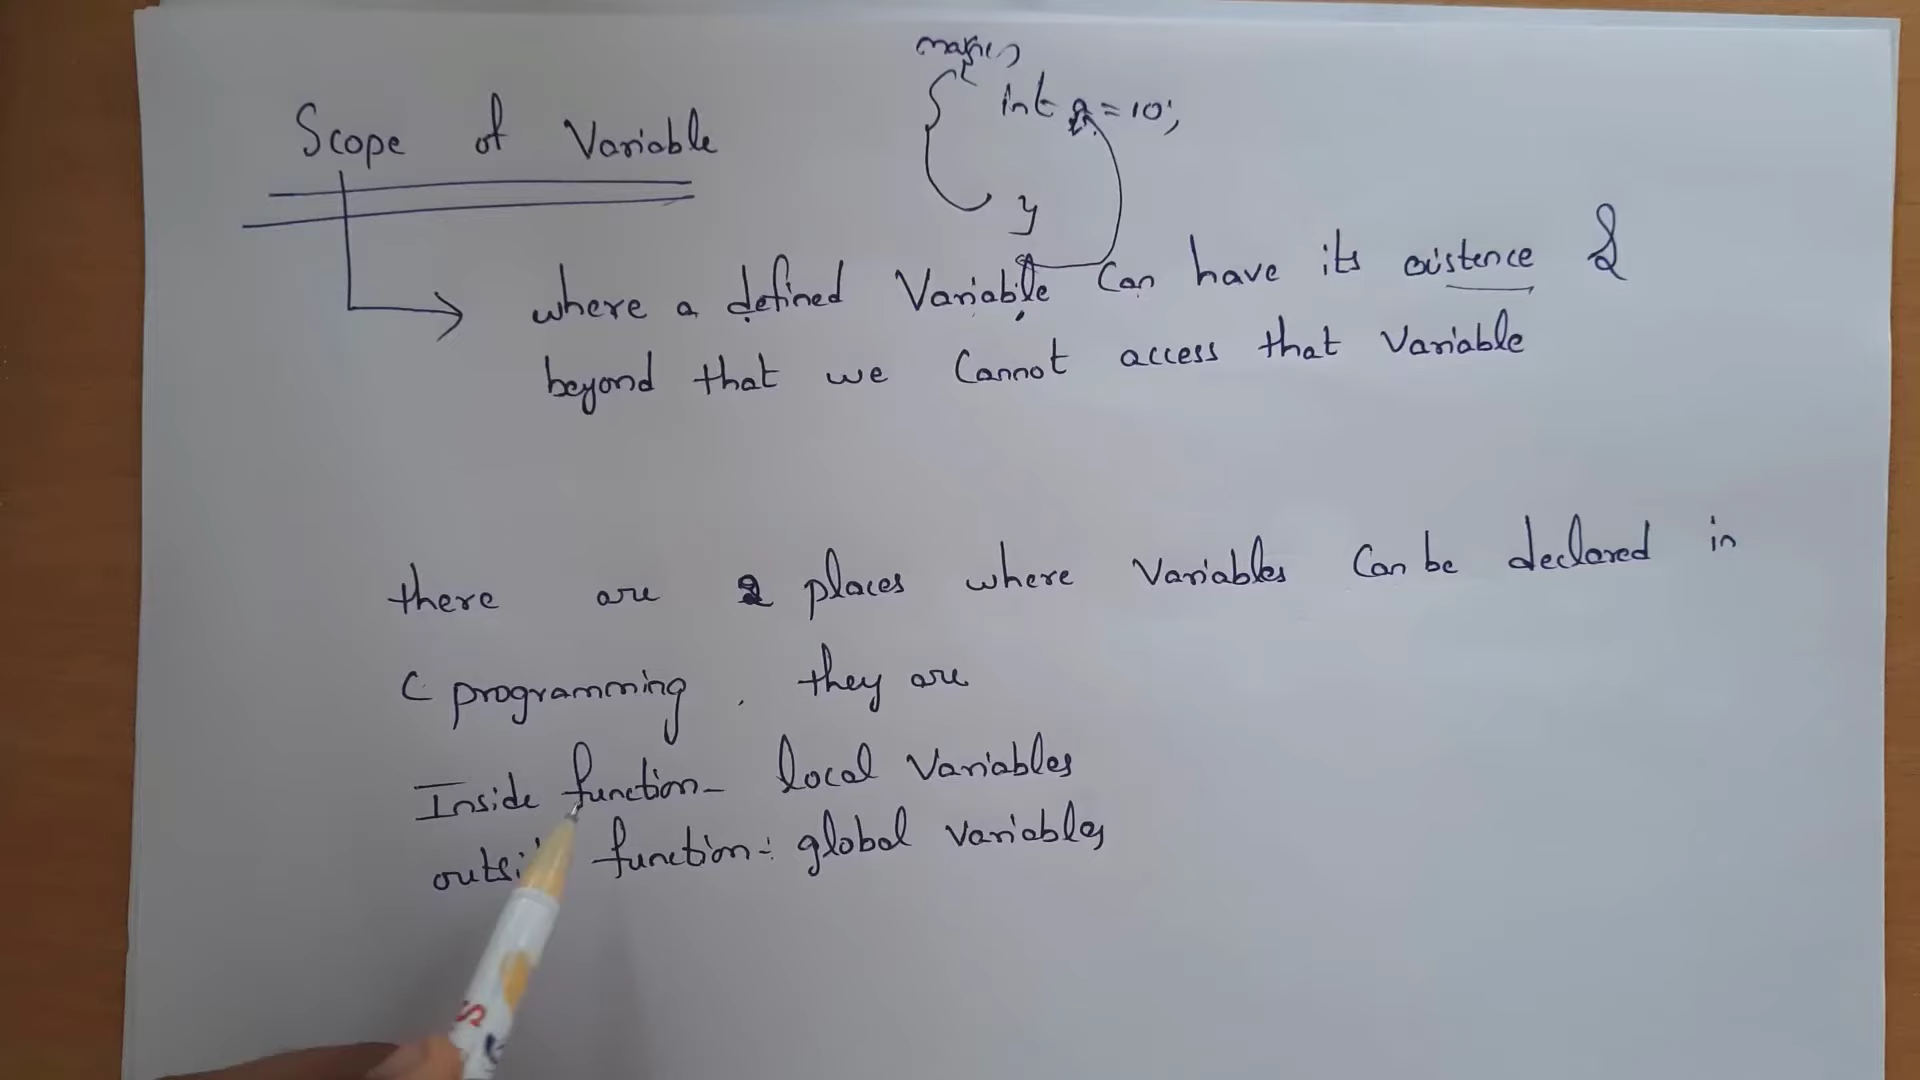 main()
{ int a=10;
}
Scope of Variable
where a defined Variable Can have its existence &
beyond that we Cannot access that Variable
there are 2 places where Variables Can be declared in
C programming. they are
Inside function- local Variables
function: global Variables
S